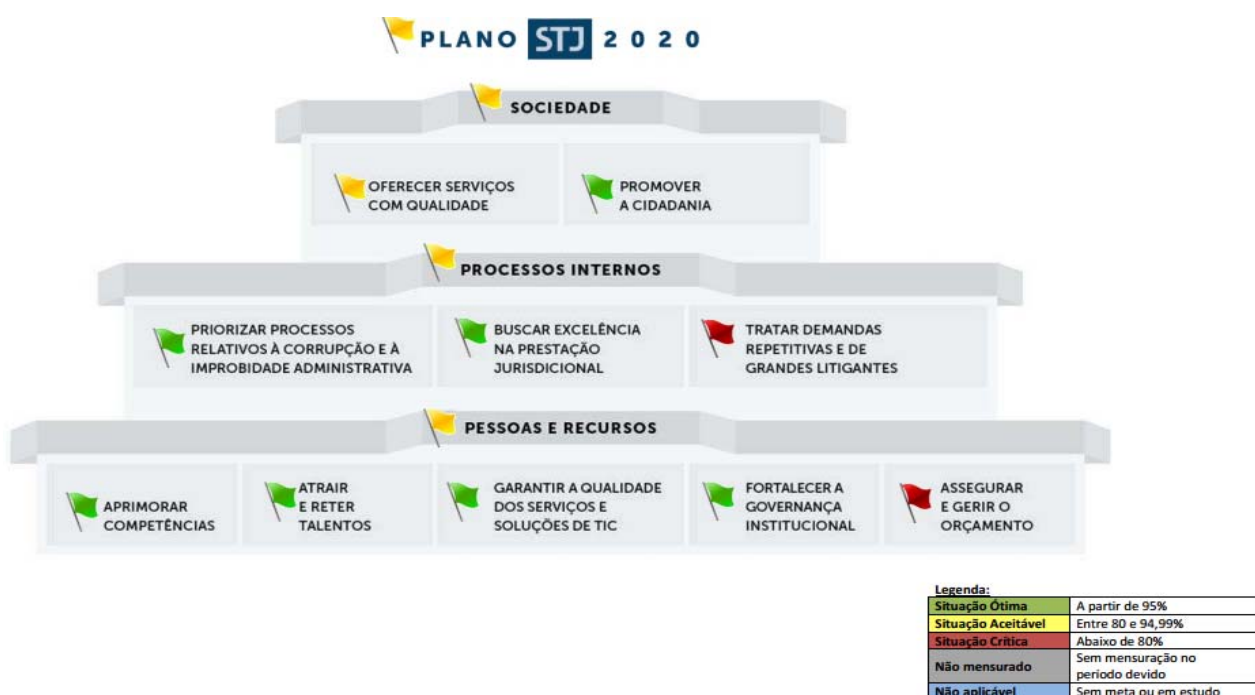 PLANO STJ 2020
SOCIEDADE
OFERECER SERVIÇOS
COM QUALIDADE
PROMOVER
A CIDADANIA
PROCESSOS INTERNOS
PRIORIZAR PROCESSOS
RELATIVOS À CORRUPÇÃO E À
IMPROBIDADE ADMINISTRATIVA
BUSCAR EXCELÊNCIA
NA PRESTAÇÃO
JURISDICIONAL
TRATAR DEMANDAS
REPETITIVAS E DE
GRANDES LITIGANTES
PESSOAS E RECURSOS
APRIMORAR
COMPETÊNCIAS
ATRAIR
E RETER
TALENTOS
GARANTIR A QUALIDADE
DOS SERVIÇOS E
SOLUÇÕES DE TIC
FORTALECER A
GOVERNANÇA
INSTITUCIONAL
ASSEGURAR
E GERIR O
ORÇAMENTO
Legenda:
Situação Ótima A partir de 95%
Situação Aceitável Entre 80 e 94,99%
Situação Crítica Abaixo de 80%
Não mensurado Sem mensuração no
período devido
Não aplicável Sem meta ou em estudo